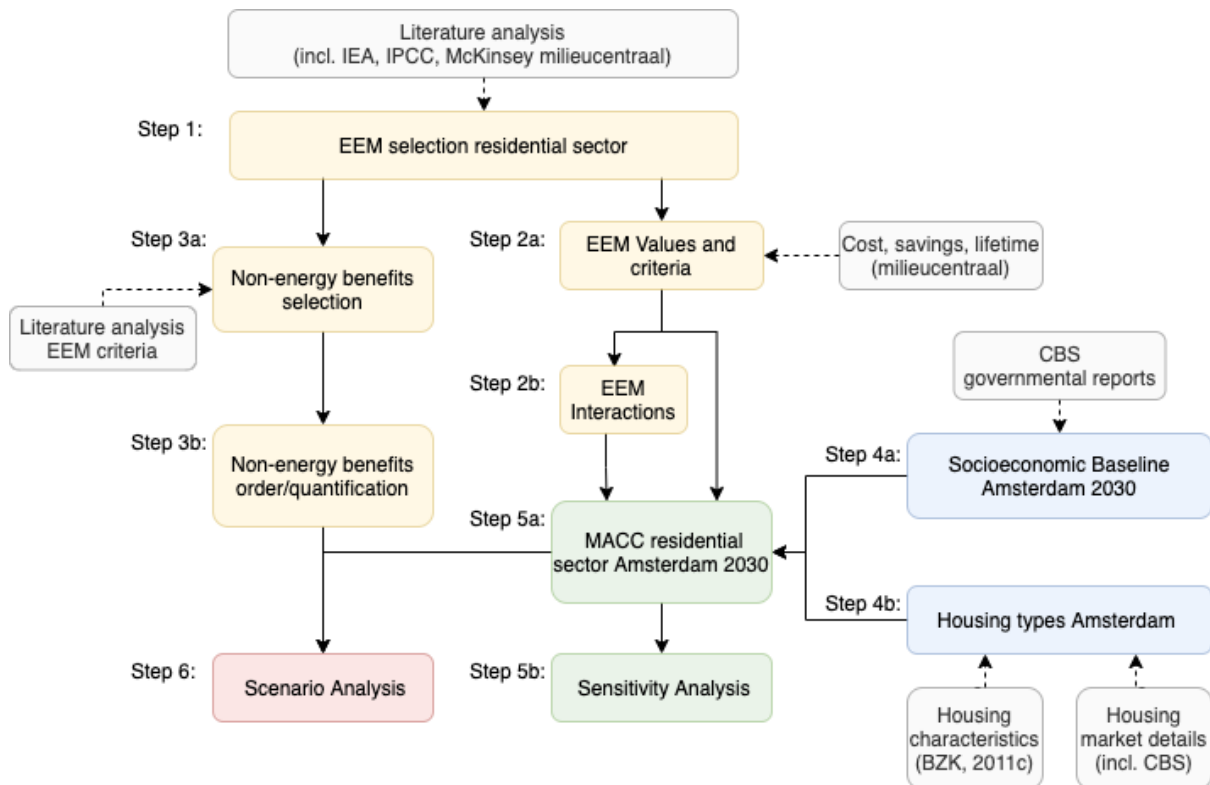 Literature analysis
(incl. IEA, IPCC, McKinsey milieucentraal)
Step 1:
EEM selection residential sector
Step 3a:
Non-energy benefits
selection
Step 2a:
EEM Values and
criteria
Cost, savings, lifetime
(milieucentraal)
Literature analysis
EEM criteria
Step 2b:
EEM
Interactions
CBS
governmental reports
Step 3b:
Non-energy benefits
order/quantification
Step 4a:
Socioeconomic Baseline
Amsterdam 2030
Step 5a:
MACC residential
sector Amsterdam 2030
Step 4b:
Housing types Amsterdam
Step 6:
Scenario Analysis
Step 5b:
Sensitivity Analysis
Housing
characteristics
(BZK, 2011c)
Housing
market details
(incl. CBS)